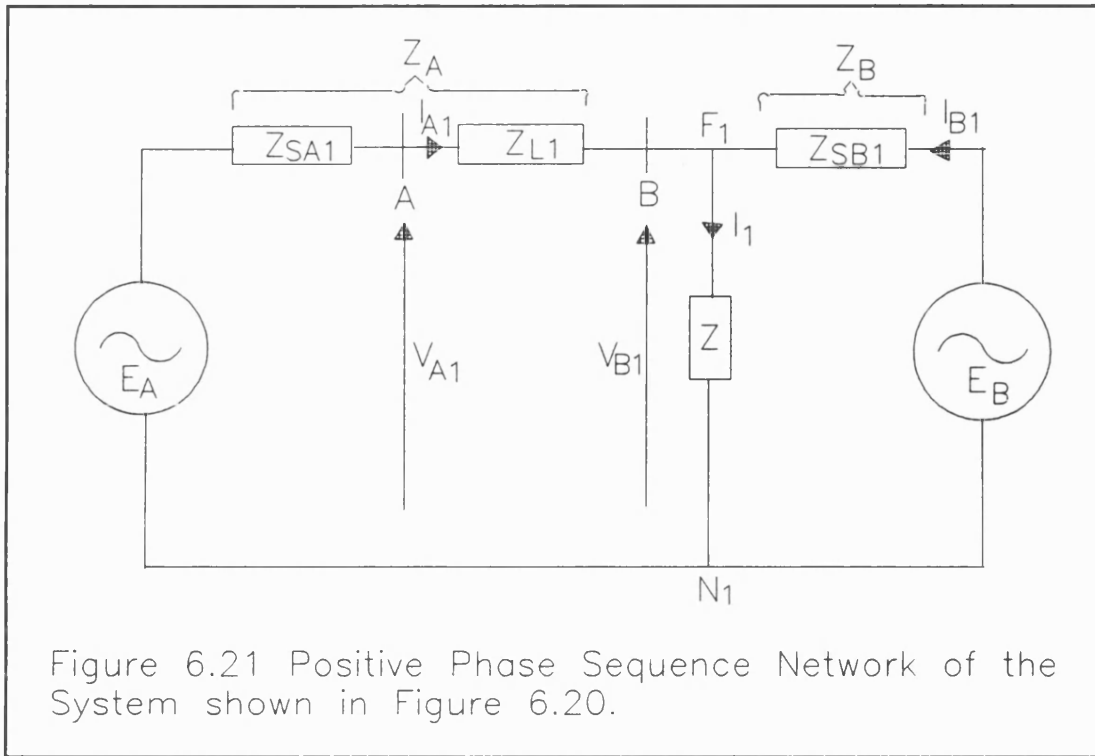 Z_A
Z_B
I_A1
F_1
I_B1
Z_SA1
Z_L1
Z_SB1
A
B
I_1
V_A1
V_B1
Z
E_A
E_B
N_1
Figure 6.21 Positive Phase Sequence Network of the
System shown in Figure 6.20.